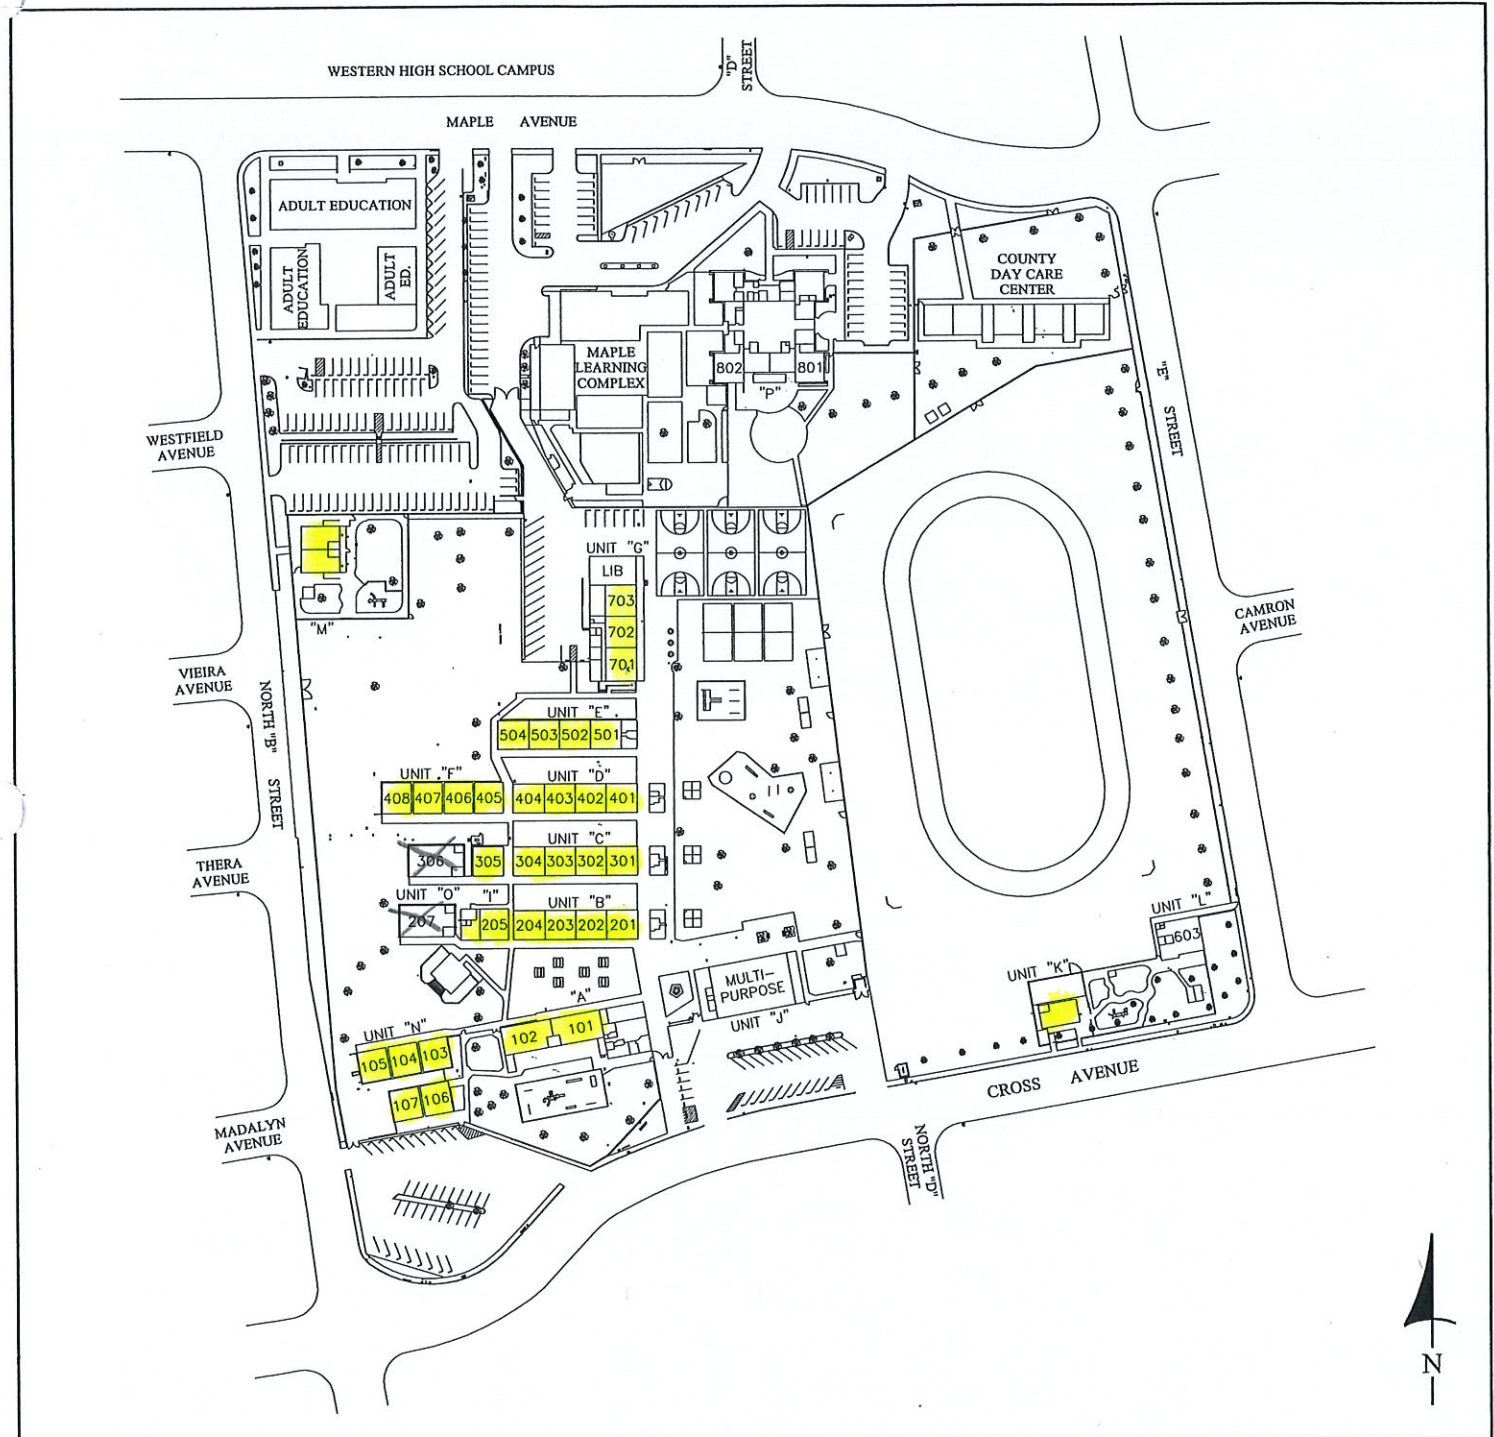 WESTERN HIGH SCHOOL CAMPUS
"D"
STREET
MAPLE AVENUE
ADULT EDUCATION
ADULT
EDUCATION
ADULT
ED.
COUNTY
DAY CARE
CENTER
MAPLE
LEARNING
COMPLEX
802
801
"P"
"E" STREET
WESTFIELD
AVENUE
UNIT "G"
LIB
703
702
701
"M"
CAMRON
AVENUE
VIEIRA
AVENUE
NORTH "B" STREET
UNIT "E"
504 503 502 501
UNIT "F"
408 407 406 405
UNIT "D"
404 403 402 401
UNIT "C"
306
305
304 303 302 301
THERA
AVENUE
UNIT "O"
"I"
UNIT "B"
207
205
204 203 202 201
UNIT "L"
603
UNIT "K"
MULTI-
PURPOSE
UNIT "J"
"A"
102 101
UNIT "N"
105 104 103
107 106
CROSS AVENUE
MADALYN
AVENUE
NORTH "D"
STREET
N